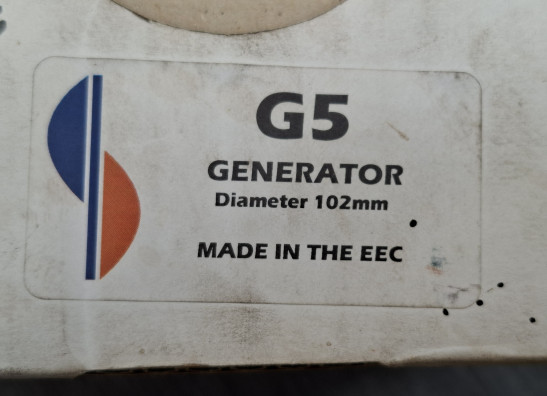 G5
GENERATOR
Diameter 102mm
MADE IN THE EEC